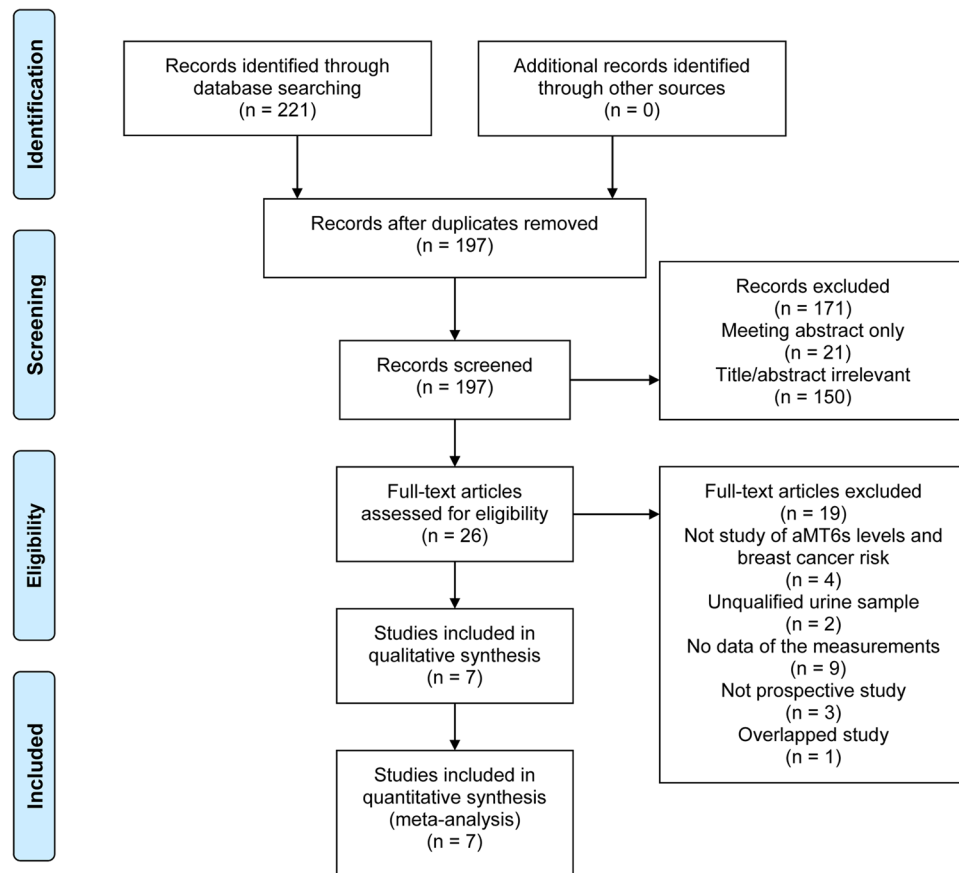 Identification
Records identified through
database searching
(n = 221)
Additional records identified
through other sources
(n = 0)
Records after duplicates removed
(n = 197)
Screening
Records screened
(n = 197)
Records excluded
(n = 171)
Meeting abstract only
(n = 21)
Title/abstract irrelevant
(n = 150)
Eligibility
Full-text articles
assessed for eligibility
(n = 26)
Full-text articles excluded
(n = 19)
Not study of aMT6s levels and
breast cancer risk
(n = 4)
Unqualified urine sample
(n = 2)
No data of the measurements
(n = 9)
Not prospective study
(n = 3)
Overlapped study
(n = 1)
Studies included in
qualitative synthesis
(n = 7)
Included
Studies included in
quantitative synthesis
(meta-analysis)
(n = 7)